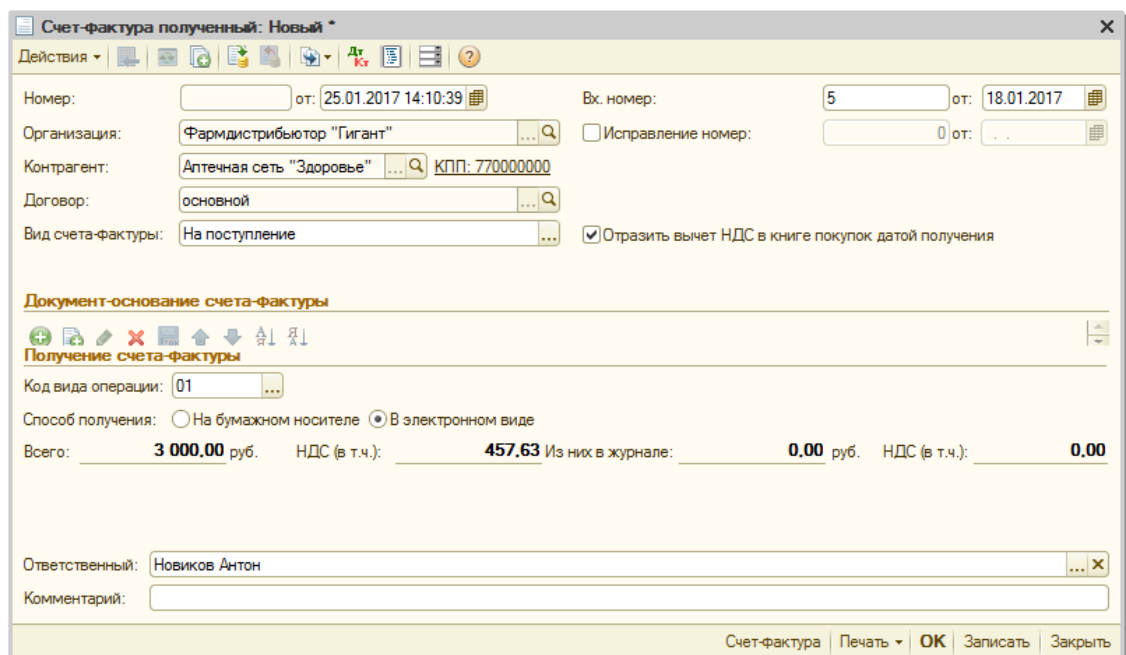 Счет-фактура полученный: Новый *
Действия
Дт Кт
Номер: от: 25.01.2017 14:10:39 Вх. номер: 5 от: 18.01.2017
Организация: Фармдистрибьютор "Гигант" ... Исправление номер: 0 от: . .
Контрагент: Аптечная сеть "Здоровье" ... КПП: 770000000
Договор: основной ...
Вид счета-фактуры: На поступление ... Отразить вычет НДС в книге покупок датой получения
Документ-основание счета-фактуры
Получение счета-фактуры
Код вида операции: 01 ...
Способ получения: На бумажном носителе В электронном виде
Всего: 3 000,00 руб. НДС (в т.ч.): 457,63 Из них в журнале: 0,00 руб. НДС (в т.ч.): 0,00
Ответственный: Новиков Антон ...
Комментарий:
Счет-фактура Печать OK Записать Закрыть